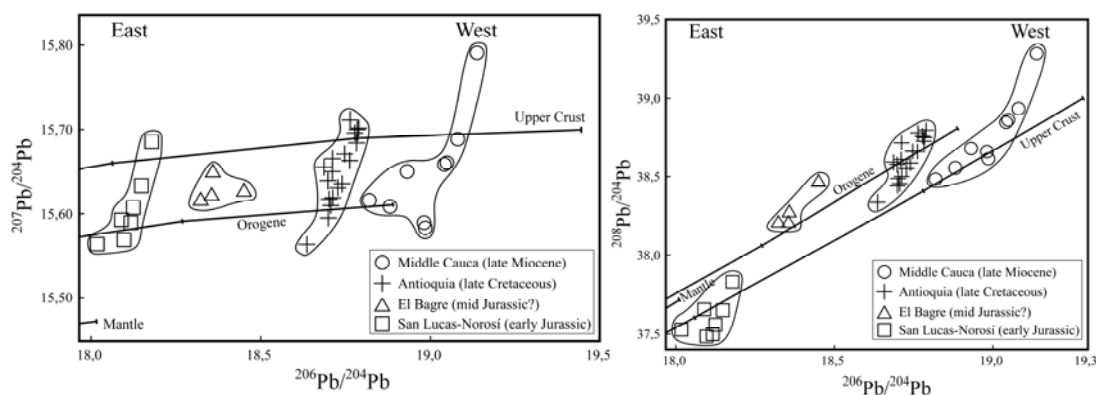 East
West
15,80
15,70
15,60
15,50
207Pb/204Pb
Upper Crust
Orogene
Mantle
Middle Cauca (late Miocene)
Antioquia (late Cretaceous)
El Bagre (mid Jurassic?)
San Lucas-Norosí (early Jurassic)
18,0
18,5
19,0
19,5
206Pb/204Pb
East
West
39,5
39,0
38,5
38,0
37,5
208Pb/204Pb
Upper Crust
Orogene
Mantle
Middle Cauca (late Miocene)
Antioquia (late Cretaceous)
El Bagre (mid Jurassic?)
San Lucas-Norosí (early Jurassic)
18,0
18,5
19,0
19,3
206Pb/204Pb